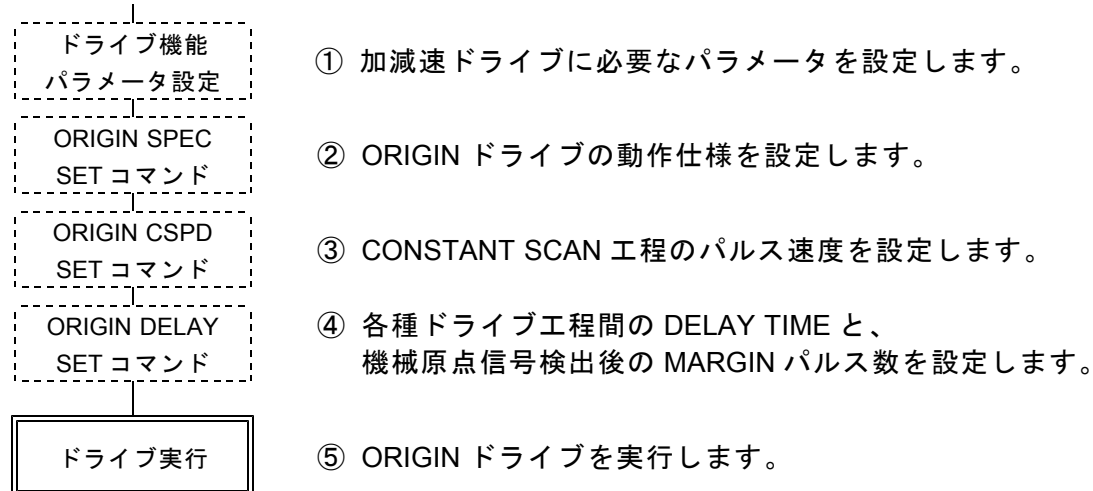 ドライブ機能
パラメータ設定
① 加減速ドライブに必要なパラメータを設定します。
ORIGIN SPEC
SET コマンド
② ORIGIN ドライブの動作仕様を設定します。
ORIGIN CSPD
SET コマンド
③ CONSTANT SCAN 工程のパルス速度を設定します。
ORIGIN DELAY
SET コマンド
④ 各種ドライブ工程間の DELAY TIME と、
機械原点信号検出後の MARGIN パルス数を設定します。
ドライブ実行
⑤ ORIGIN ドライブを実行します。